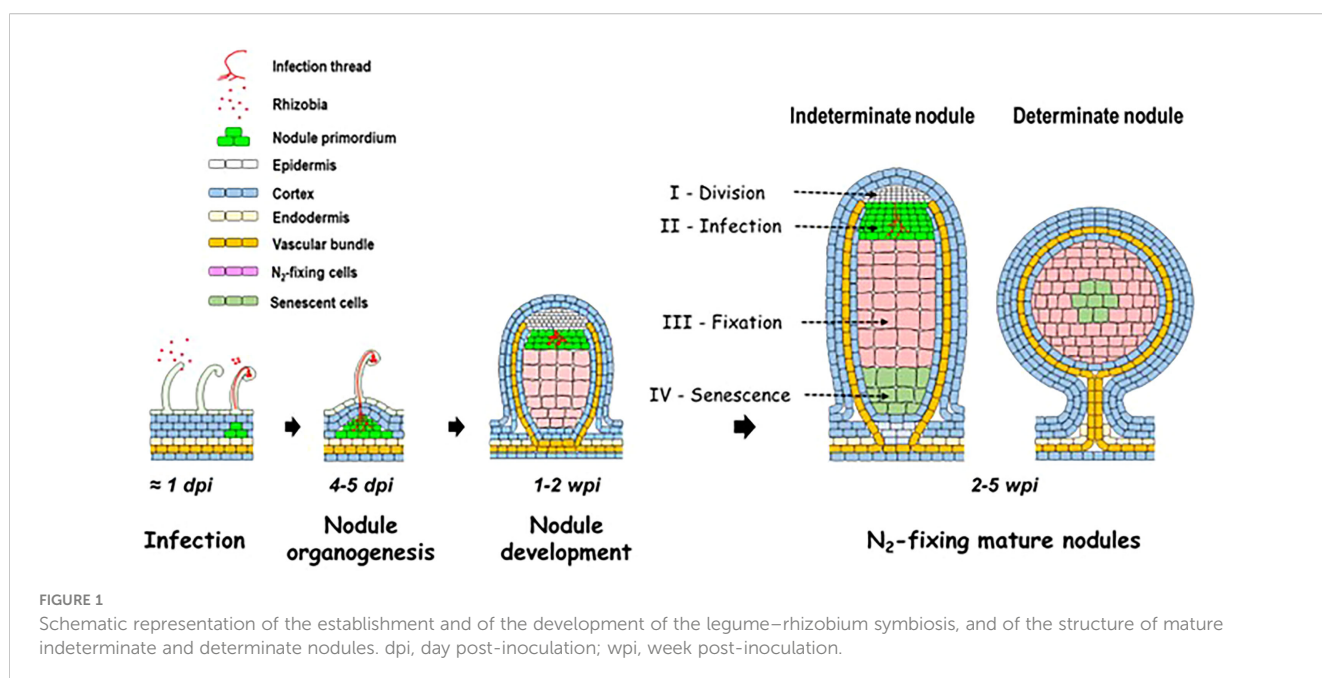 Infection thread
Rhizobia
Nodule primordium
Epidermis
Cortex
Endodermis
Vascular bundle
N₂-fixing cells
Senescent cells
Indeterminate nodule
Determinate nodule
I - Division
II - Infection
III - Fixation
IV - Senescence
≈ 1 dpi
4-5 dpi
1-2 wpi
2-5 wpi
Infection
Nodule
organogenesis
Nodule
development
N₂-fixing mature nodules
FIGURE 1
Schematic representation of the establishment and of the development of the legume–rhizobium symbiosis, and of the structure of mature
indeterminate and determinate nodules. dpi, day post-inoculation; wpi, week post-inoculation.